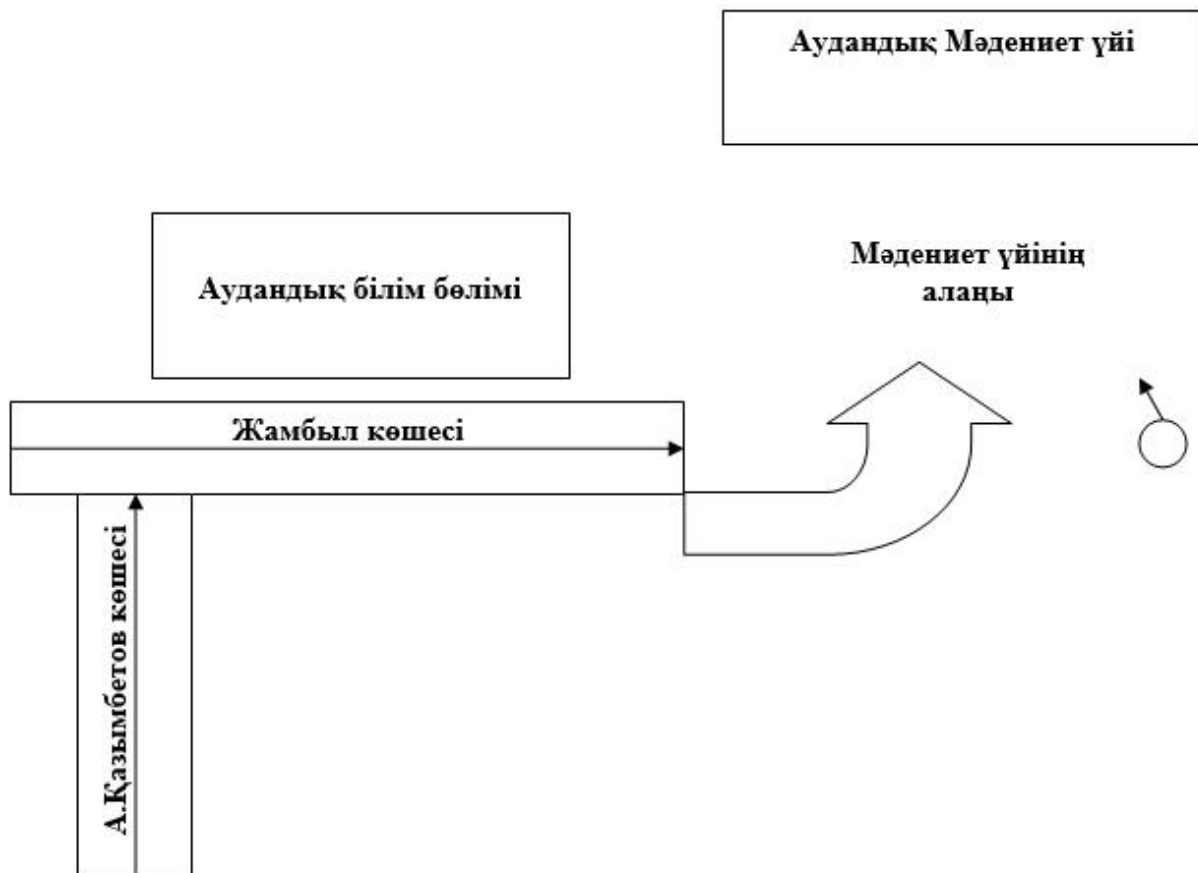 Аудандық Мәдениет үйі
Мәдениет үйінің
алаңы
Аудандық білім бөлімі
Жамбыл көшесі
А.Қазымбетов көшесі